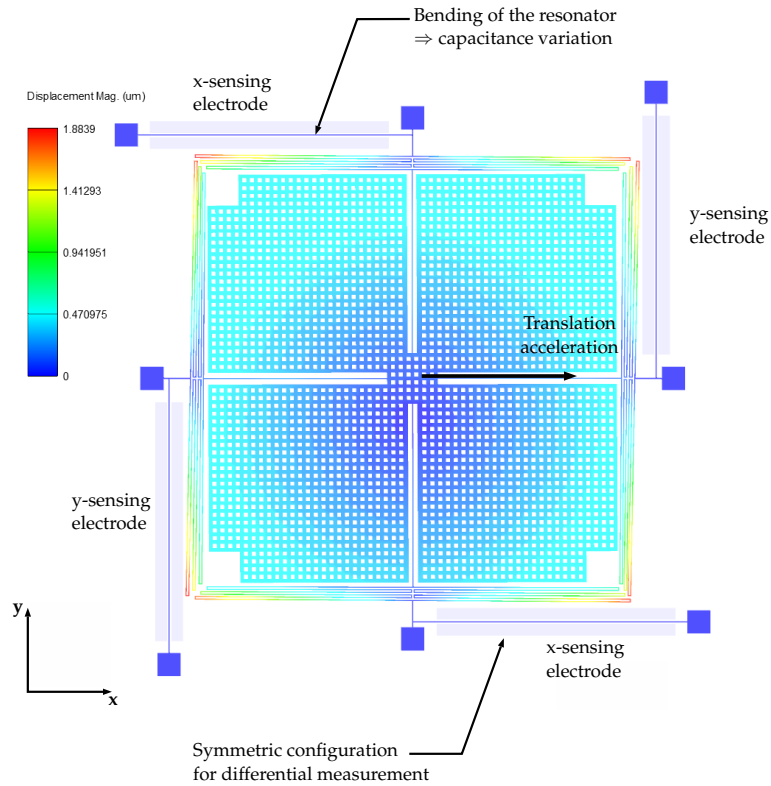 Bending of the resonator
⇒ capacitance variation
x-sensing
electrode
Displacement Mag. (um)
1.8839
1.41293
0.941951
0.470975
0
y-sensing
electrode
Translation
acceleration
y-sensing
electrode
y
x
x-sensing
electrode
Symmetric configuration
for differential measurement